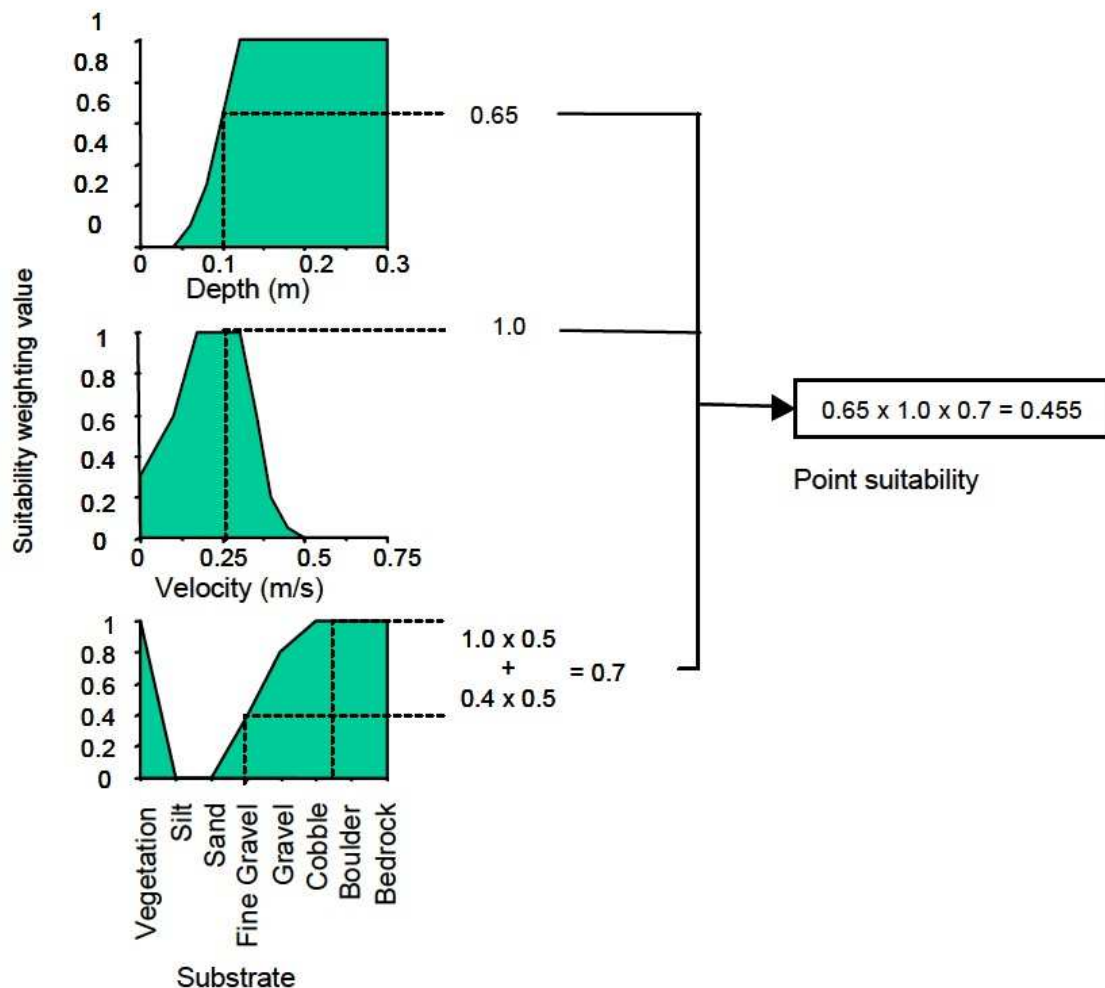 Suitability weighting value
1
0.8
0.6
0.4
0.2
0
0 0.1 0.2 0.3
Depth (m)
0.65
1
0.8
0.6
0.4
0.2
0
0 0.25 0.5 0.75
Velocity (m/s)
1.0
1
0.8
0.6
0.4
0.2
0
Vegetation
Silt
Sand
Fine Gravel
Gravel
Cobble
Boulder
Bedrock
Substrate
1.0 x 0.5
+
0.4 x 0.5
= 0.7
0.65 x 1.0 x 0.7 = 0.455
Point suitability